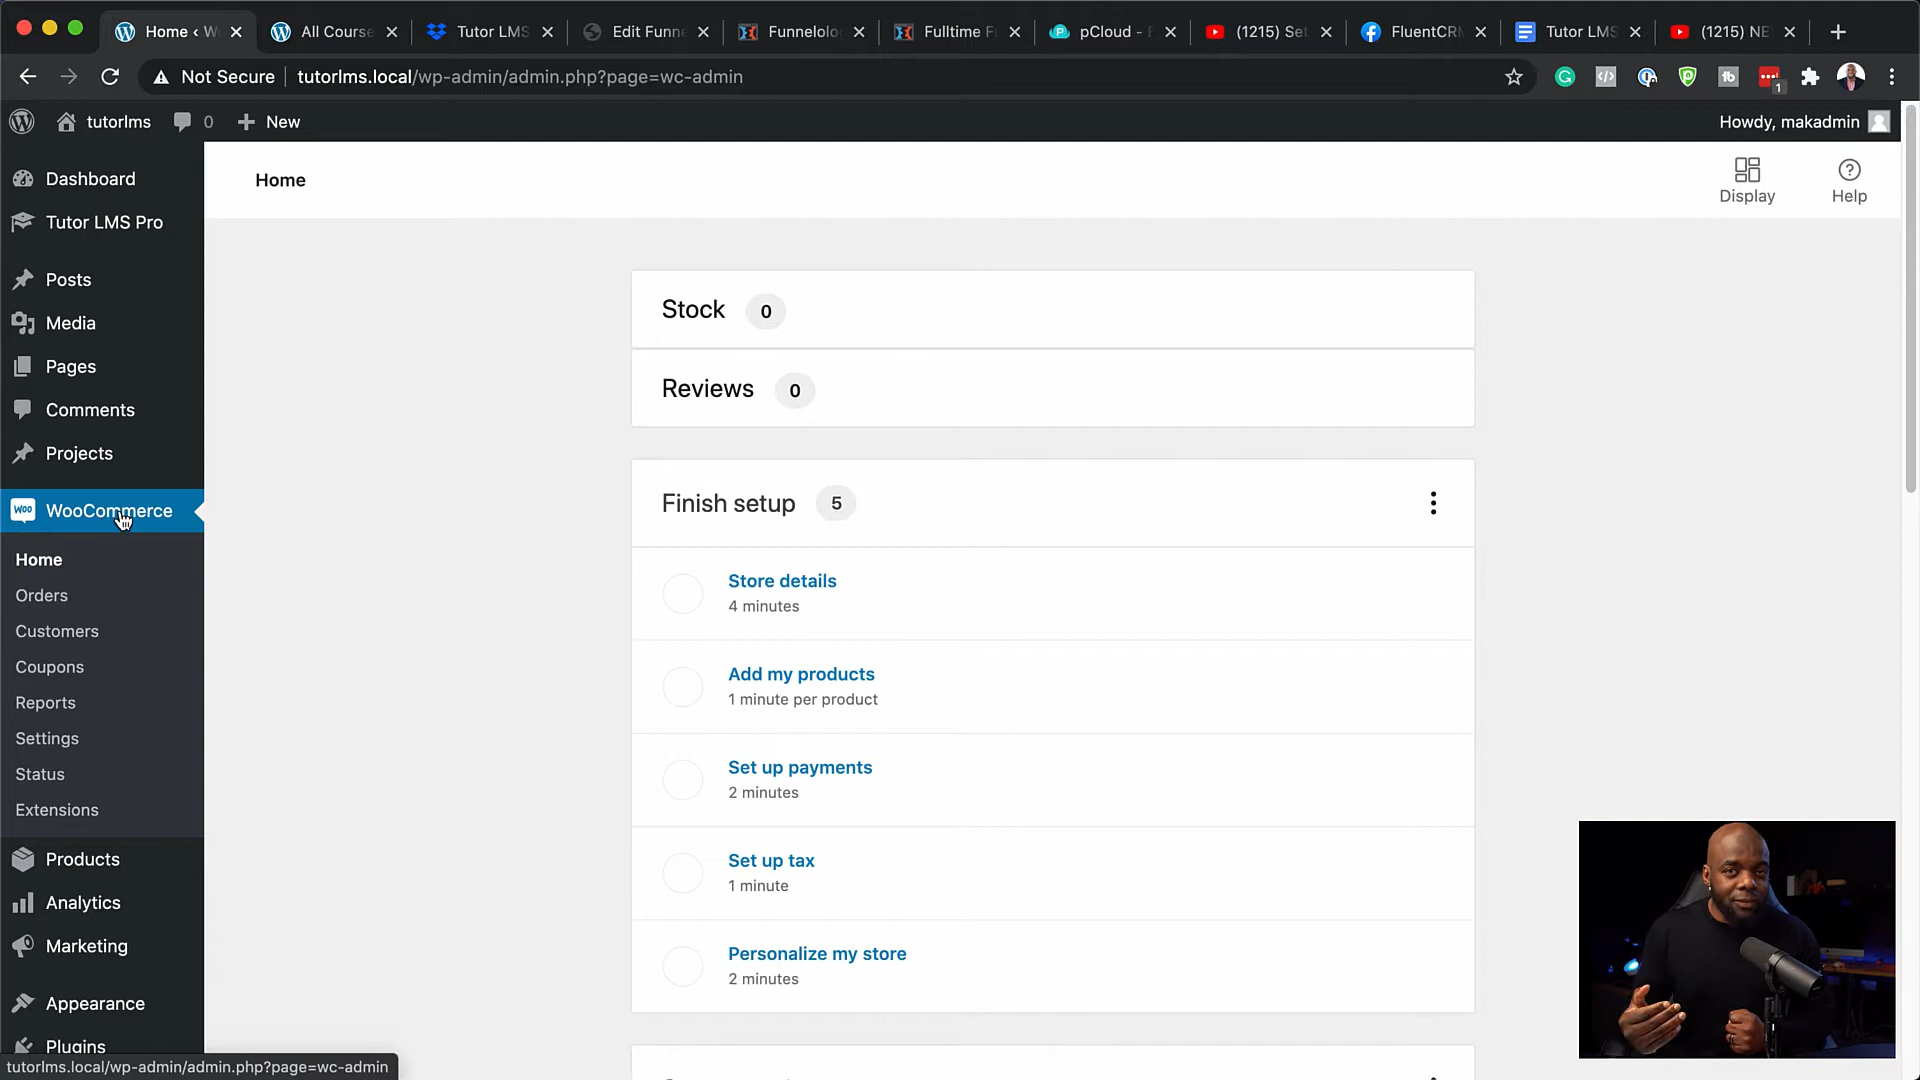 Home ‹ W
All Course
Tutor LMS
Edit Funne
Funnelolo
Fulltime F
pCloud - F
(1215) Set
FluentCRM
Tutor LMS
(1215) NE
Not Secure
tutorlms.local/wp-admin/admin.php?page=wc-admin
1
tutorlms
0
New
Howdy, makadmin
Dashboard
Tutor LMS Pro
Posts
Media
Pages
Comments
Projects
WooCommerce
Home
Orders
Customers
Coupons
Reports
Settings
Status
Extensions
Products
Analytics
Marketing
Appearance
Plugins
tutorlms.local/wp-admin/admin.php?page=wc-admin
Home
Display
Help
Stock 0
Reviews 0
Finish setup 5
Store details
4 minutes
Add my products
1 minute per product
Set up payments
2 minutes
Set up tax
1 minute
Personalize my store
2 minutes